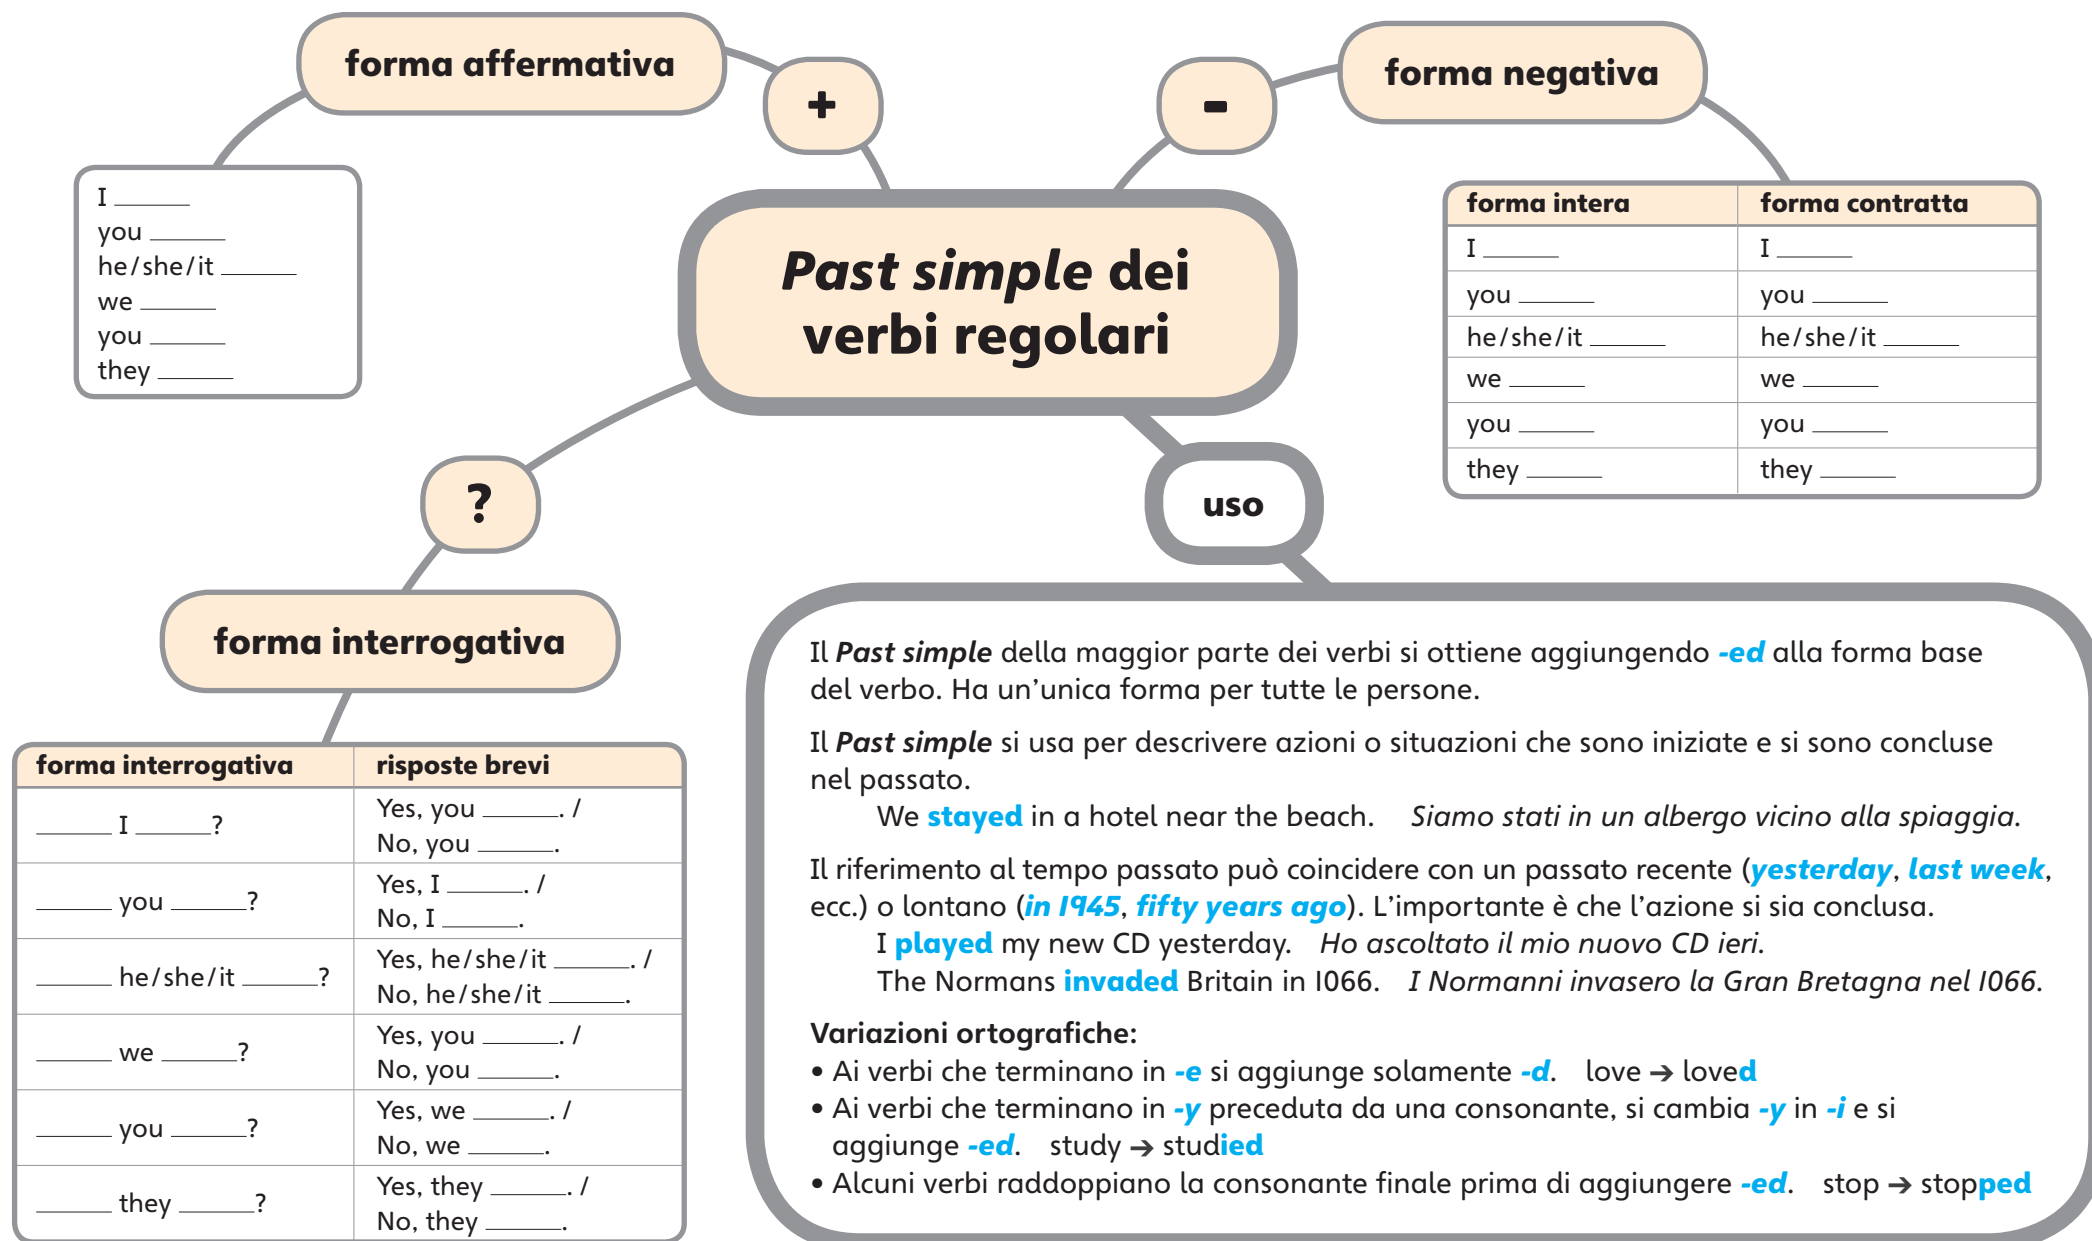 forma affermativa
+
-
forma negativa
I ______
you ______
he/she/it ______
we ______
you ______
they ______
Past simple dei
verbi regolari
forma intera forma contratta
I ______ I ______
you ______ you ______
he/she/it ______ he/she/it ______
we ______ we ______
you ______ you ______
they ______ they ______
?
uso
forma interrogativa
forma interrogativa risposte brevi
______ I ______? Yes, you ______. /
No, you ______.
______ you ______? Yes, I ______. /
No, I ______.
______ he/she/it ______? Yes, he/she/it ______. /
No, he/she/it ______.
______ we ______? Yes, you ______. /
No, you ______.
______ you ______? Yes, we ______. /
No, we ______.
______ they ______? Yes, they ______. /
No, they ______.
Il Past simple della maggior parte dei verbi si ottiene aggiungendo -ed alla forma base
del verbo. Ha un’unica forma per tutte le persone.
Il Past simple si usa per descrivere azioni o situazioni che sono iniziate e si sono concluse
nel passato.
We stayed in a hotel near the beach. Siamo stati in un albergo vicino alla spiaggia.
Il riferimento al tempo passato può coincidere con un passato recente (yesterday, last week,
ecc.) o lontano (in 1945, fifty years ago). L’importante è che l’azione si sia conclusa.
I played my new CD yesterday. Ho ascoltato il mio nuovo CD ieri.
The Normans invaded Britain in 1066. I Normanni invasero la Gran Bretagna nel 1066.
Variazioni ortografiche:
• Ai verbi che terminano in -e si aggiunge solamente -d. love → loved
• Ai verbi che terminano in -y preceduta da una consonante, si cambia -y in -i e si
aggiunge -ed. study → studied
• Alcuni verbi raddoppiano la consonante finale prima di aggiungere -ed. stop → stopped